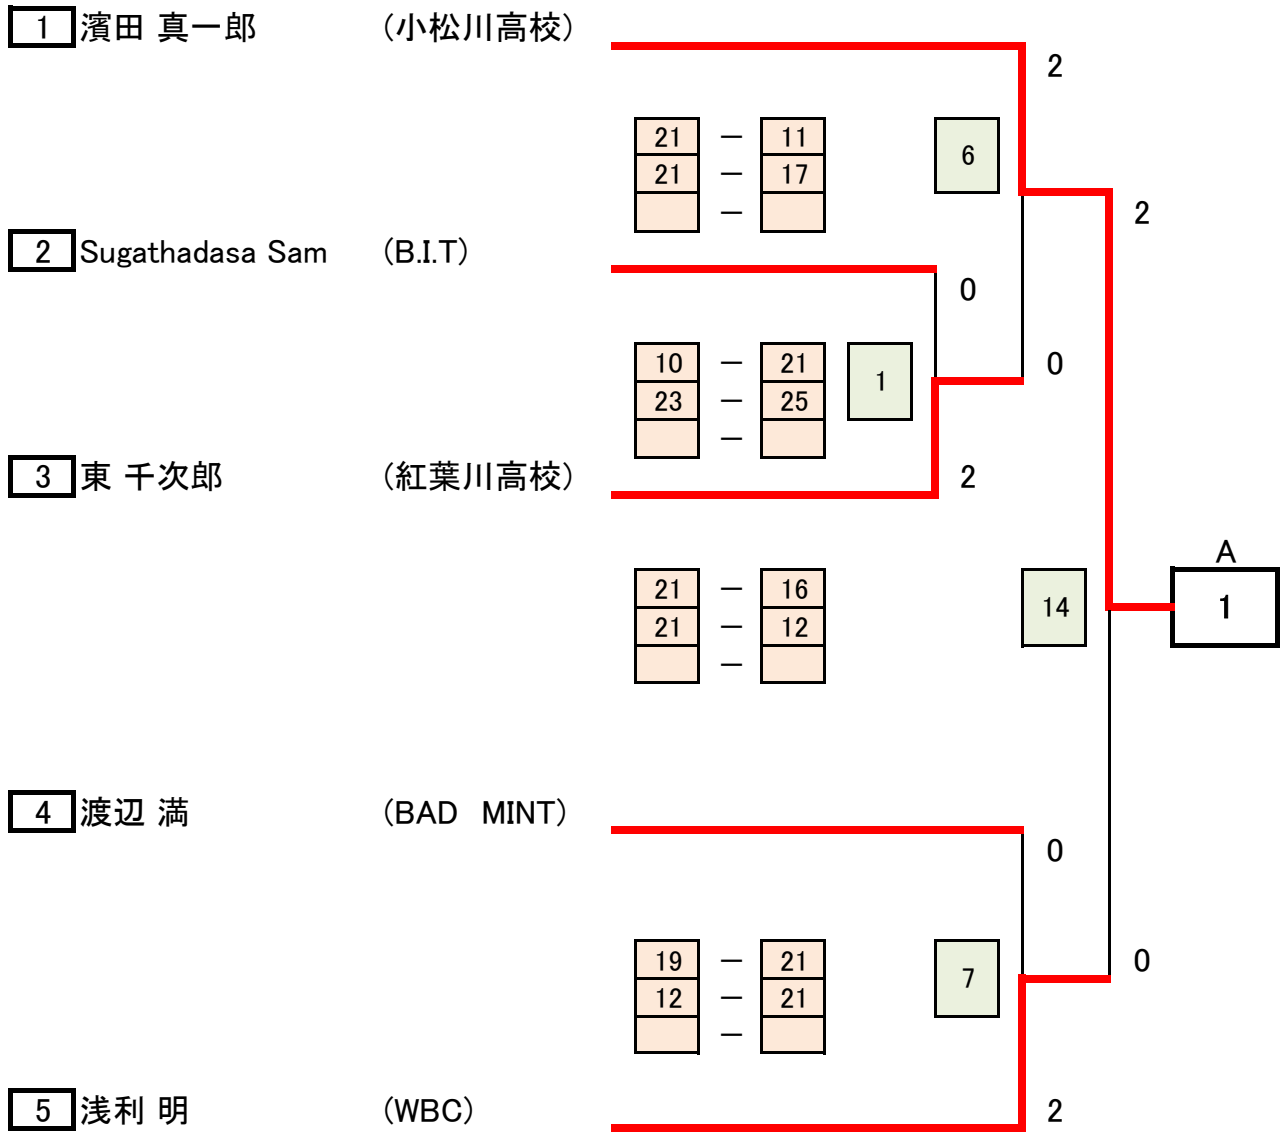 1 濱田 真一郎 (小松川高校)
2
21 － 11
6
21 － 17
－
2
2 Sugathadasa Sam (B.I.T)
0
10 － 21
1
0
23 － 25
－
3 東 千次郎 (紅葉川高校)
2
A
21 － 16
14
1
21 － 12
－
4 渡辺 満 (BAD　MINT)
0
19 － 21
7
0
12 － 21
－
5 浅利 明 (WBC)
2